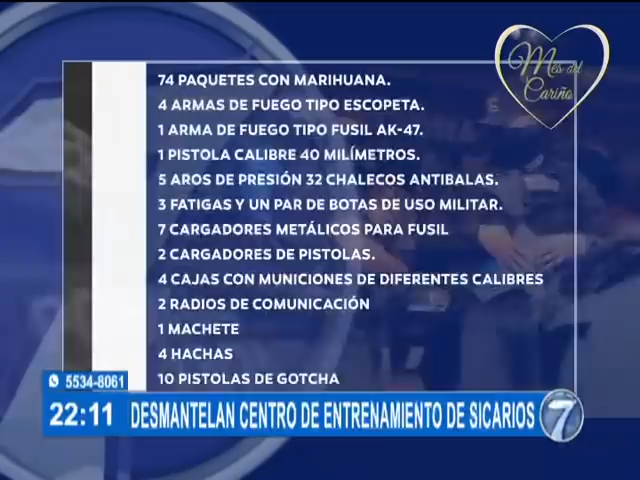 Mes del
Cariño
74 PAQUETES CON MARIHUANA.
4 ARMAS DE FUEGO TIPO ESCOPETA.
1 ARMA DE FUEGO TIPO FUSIL AK-47.
1 PISTOLA CALIBRE 40 MILÍMETROS.
5 AROS DE PRESIÓN 32 CHALECOS ANTIBALAS.
3 FATIGAS Y UN PAR DE BOTAS DE USO MILITAR.
7 CARGADORES METÁLICOS PARA FUSIL
2 CARGADORES DE PISTOLAS.
4 CAJAS CON MUNICIONES DE DIFERENTES CALIBRES
2 RADIOS DE COMUNICACIÓN
1 MACHETE
4 HACHAS
10 PISTOLAS DE GOTCHA
5534-8061
22:11 DESMANTELAN CENTRO DE ENTRENAMIENTO DE SICARIOS 7